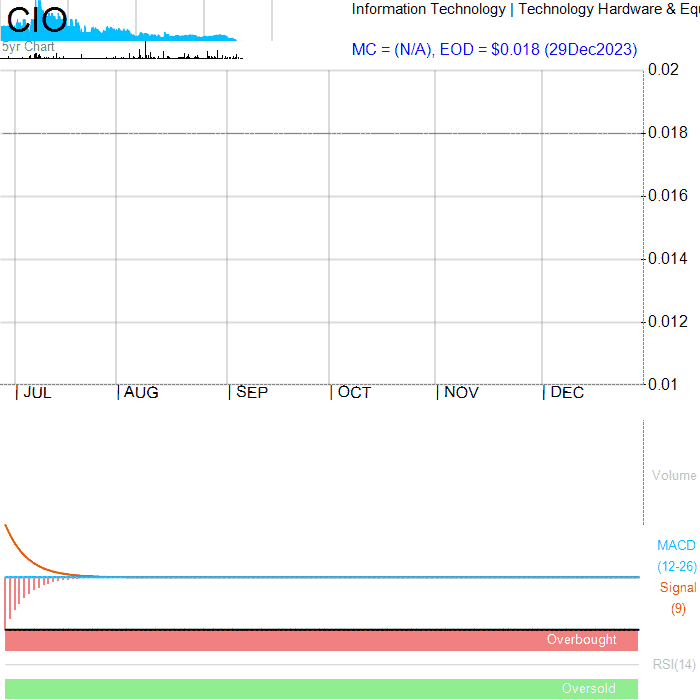 CIO
Information Technology | Technology Hardware & Equ
5yr Chart
MC = (N/A), EOD = $0.018 (29Dec2023)
0.02
0.018
0.016
0.014
0.012
0.01
| JUL | AUG | SEP | OCT | NOV | DEC
Volume
MACD
(12-26)
Signal
(9)
Overbought
RSI(14)
Oversold